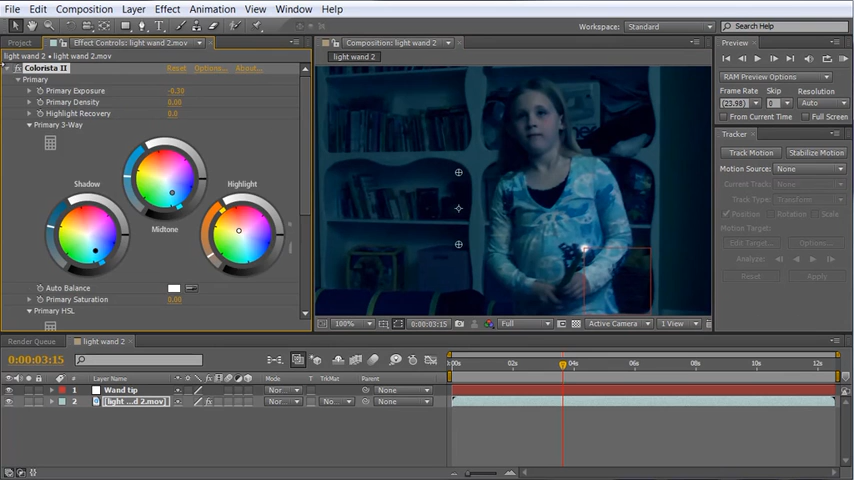 File Edit Composition Layer Effect Animation View Window Help
Workspace: Standard Search Help
Project Effect Controls: light wand 2.mov
Composition: light wand 2
Preview
light wand 2 • light wand 2.mov
light wand 2
Colorista II Reset Options... About...
Primary
Primary Exposure -0.30
Primary Density 0.00
Highlight Recovery 0.0
Primary 3-Way
Shadow
Highlight
Midtone
Auto Balance
Primary Saturation 0.00
Primary HSL
RAM Preview Options
Frame Rate Skip Resolution
(23.98) 0 Auto
From Current Time Full Screen
Tracker
Track Motion Stabilize Motion
Motion Source: None
Current Track: None
Track Type: Transform
Position Rotation Scale
Motion Target:
Edit Target... Options...
Analyze:
Reset Apply
100% 0:00:03:15 Full Active Camera 1 View
Render Queue light wand 2
0:00:03:15
# Layer Name Mode T TrkMat Parent
:00s 02s 04s 06s 08s 10s 12s
1 Wand tip Nor... None
2 [light ...d 2.mov] Nor... No... None